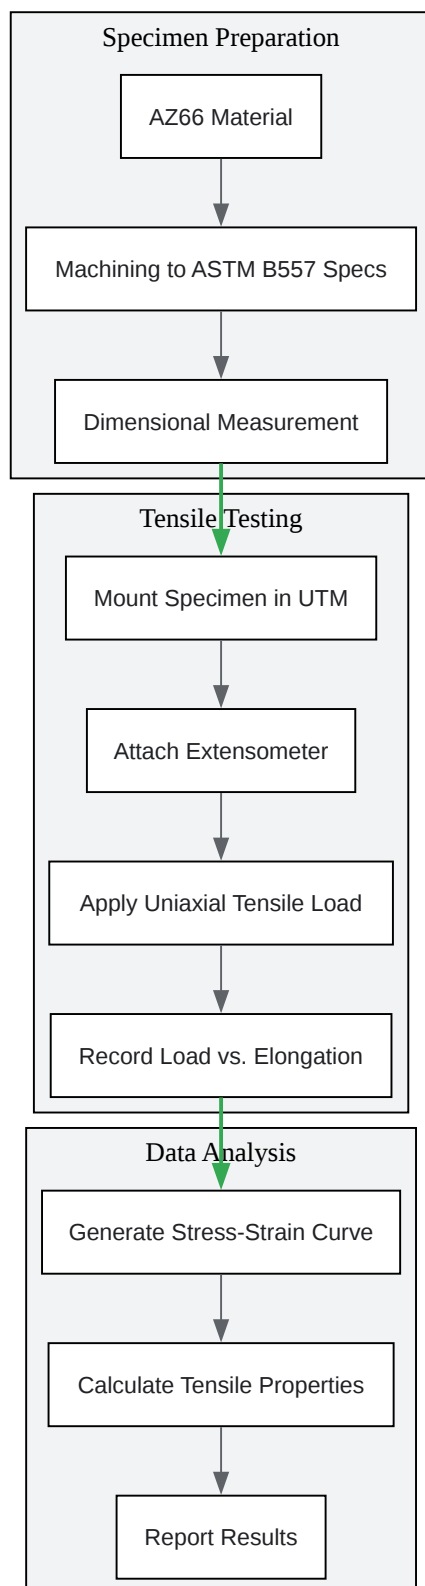 Specimen Preparation
AZ66 Material
Machining to ASTM B557 Specs
Dimensional Measurement
Tensile Testing
Mount Specimen in UTM
Attach Extensometer
Apply Uniaxial Tensile Load
Record Load vs. Elongation
Data Analysis
Generate Stress-Strain Curve
Calculate Tensile Properties
Report Results